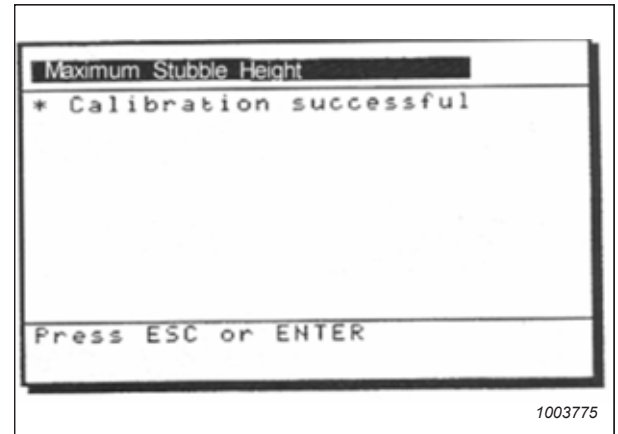 Maximum Stubble Height
* Calibration successful
Press ESC or ENTER
1003775